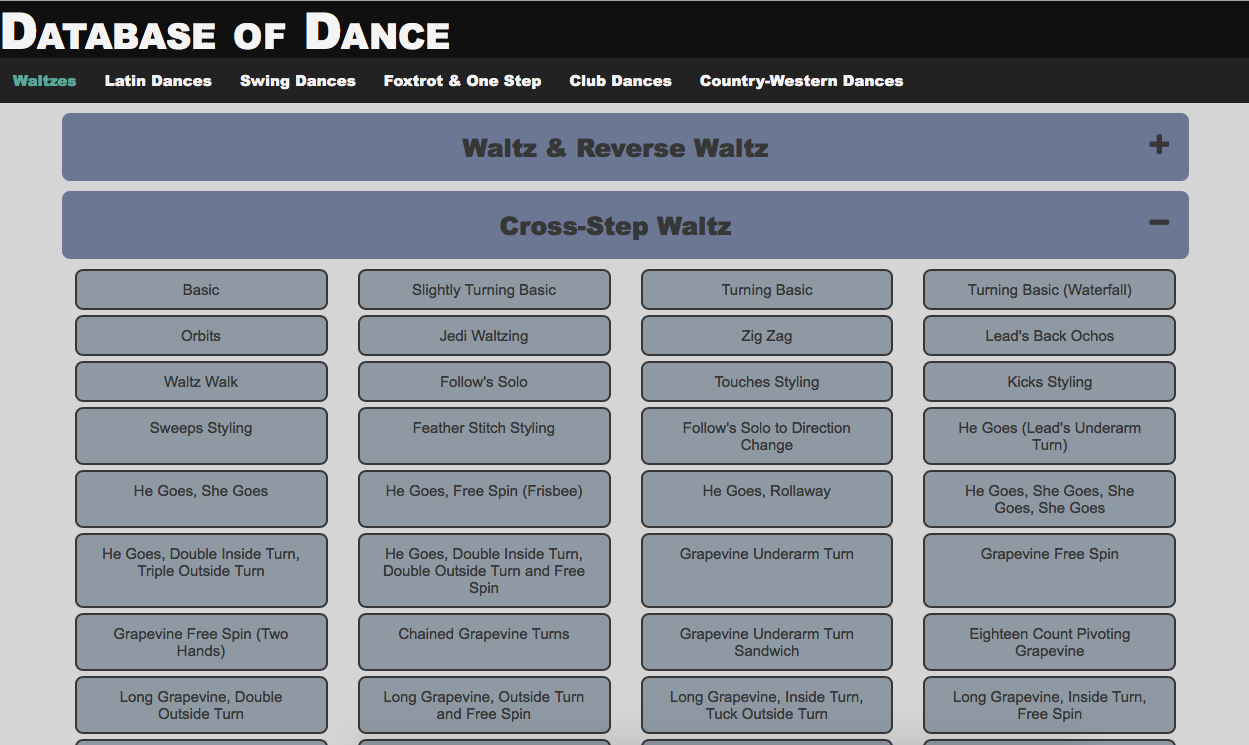 Database of Dance
Waltzes Latin Dances Swing Dances Foxtrot & One Step Club Dances Country-Western Dances
Waltz & Reverse Waltz
Cross-Step Waltz
Basic
Slightly Turning Basic
Turning Basic
Turning Basic (Waterfall)
Orbits
Jedi Waltzing
Zig Zag
Lead's Back Ochos
Waltz Walk
Follow's Solo
Touches Styling
Kicks Styling
Sweeps Styling
Feather Stitch Styling
Follow's Solo to Direction
Change
He Goes (Lead's Underarm
Turn)
He Goes, She Goes
He Goes, Free Spin (Frisbee)
He Goes, Rollaway
He Goes, She Goes, She
Goes, She Goes
He Goes, Double Inside Turn,
Triple Outside Turn
He Goes, Double Inside Turn,
Double Outside Turn and Free
Spin
Grapevine Underarm Turn
Grapevine Free Spin
Grapevine Free Spin (Two
Hands)
Chained Grapevine Turns
Grapevine Underarm Turn
Sandwich
Eighteen Count Pivoting
Grapevine
Long Grapevine, Double
Outside Turn
Long Grapevine, Outside Turn
and Free Spin
Long Grapevine, Inside Turn,
Tuck Outside Turn
Long Grapevine, Inside Turn,
Free Spin